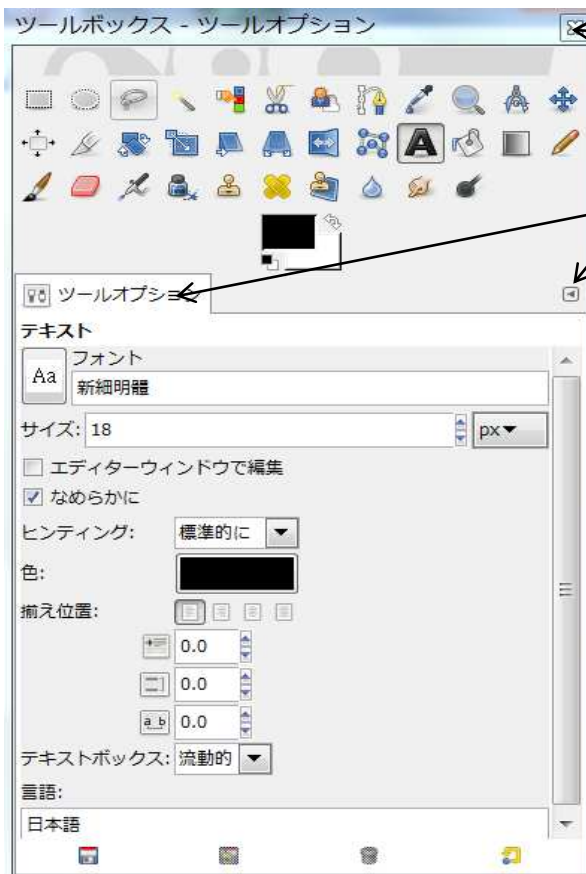 ツールボックス - ツールオプション
ツールオプション
テキスト
フォント
Aa
新細明體
サイズ: 18 px
エディターウィンドウで編集
なめらかに
ヒンティング: 標準的に
色:
揃え位置:
0.0
0.0
a b 0.0
テキストボックス: 流動的
言語:
日本語